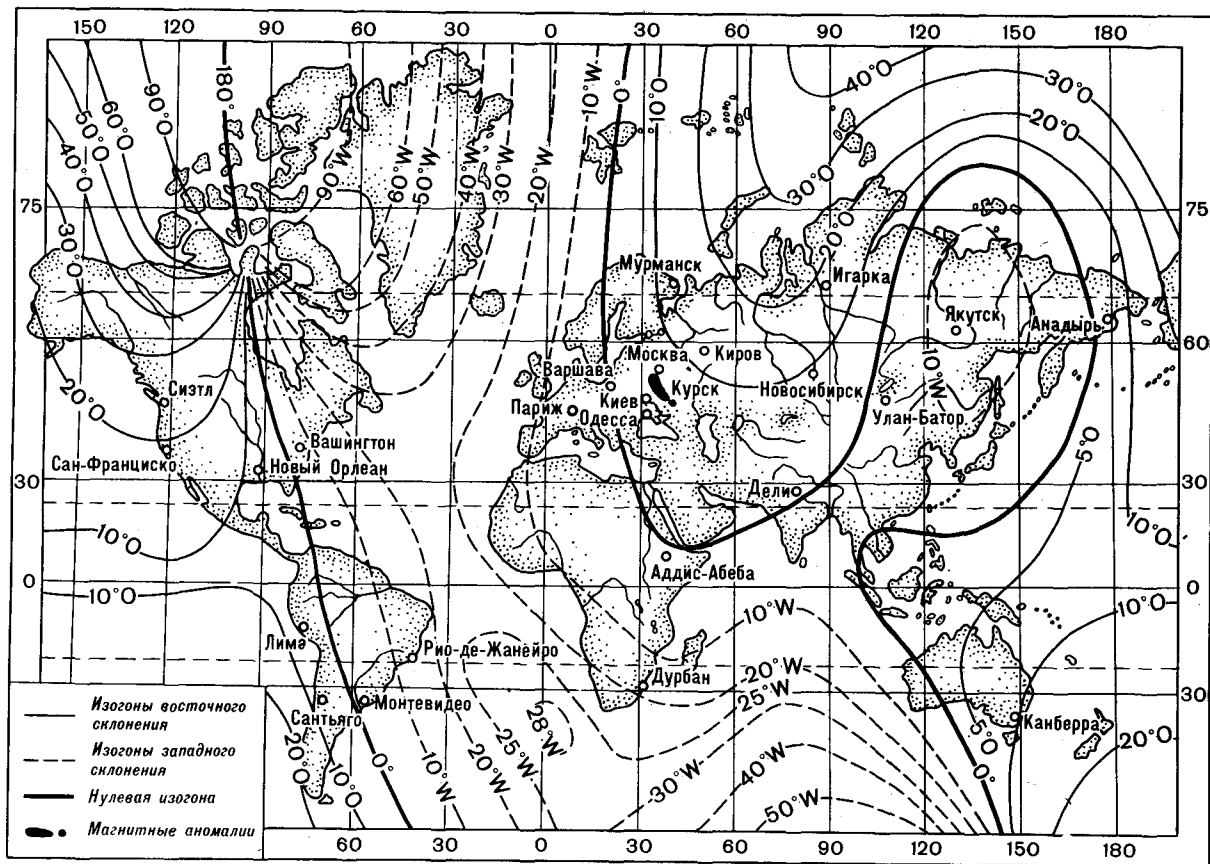 150 120 90 60 30 0 30 60 90 120 150 180
50°O 60°O 90°O 180° 10°W 0° 10°O 40°O 30°O
40°O 20°O
30°O 90°W 60°W 50°W 40°W 30°W 20°W 30°O
75 20°O 75
Мурманск Игарка
Якутск Анадырь
Москва Киров 60
20°O Варшава 10°W
Сиэтл Курск Новосибирск
Париж Киев Улан-Батор
Одесса 5°O
Вашингтон
Сан-Франциско Новый Орлеан
30 Дели 30
10°O 10°O
Аддис-Абеба
0 0
10°O 10°W 10°O
Лима Рио-де-Жанейро 20°W
Дурбан 25°W
30
Изогоны восточного склонения
Монтевидео
Сантьяго 28°W 5°O Канберра
Изогоны западного склонения
20°O 10°O 0° 10°W 20°W 25°W 30°W 40°W 0° 20°O
Нулевая изогона
50°W
Магнитные аномалии
60 30 0 30 60 90 120 150 180